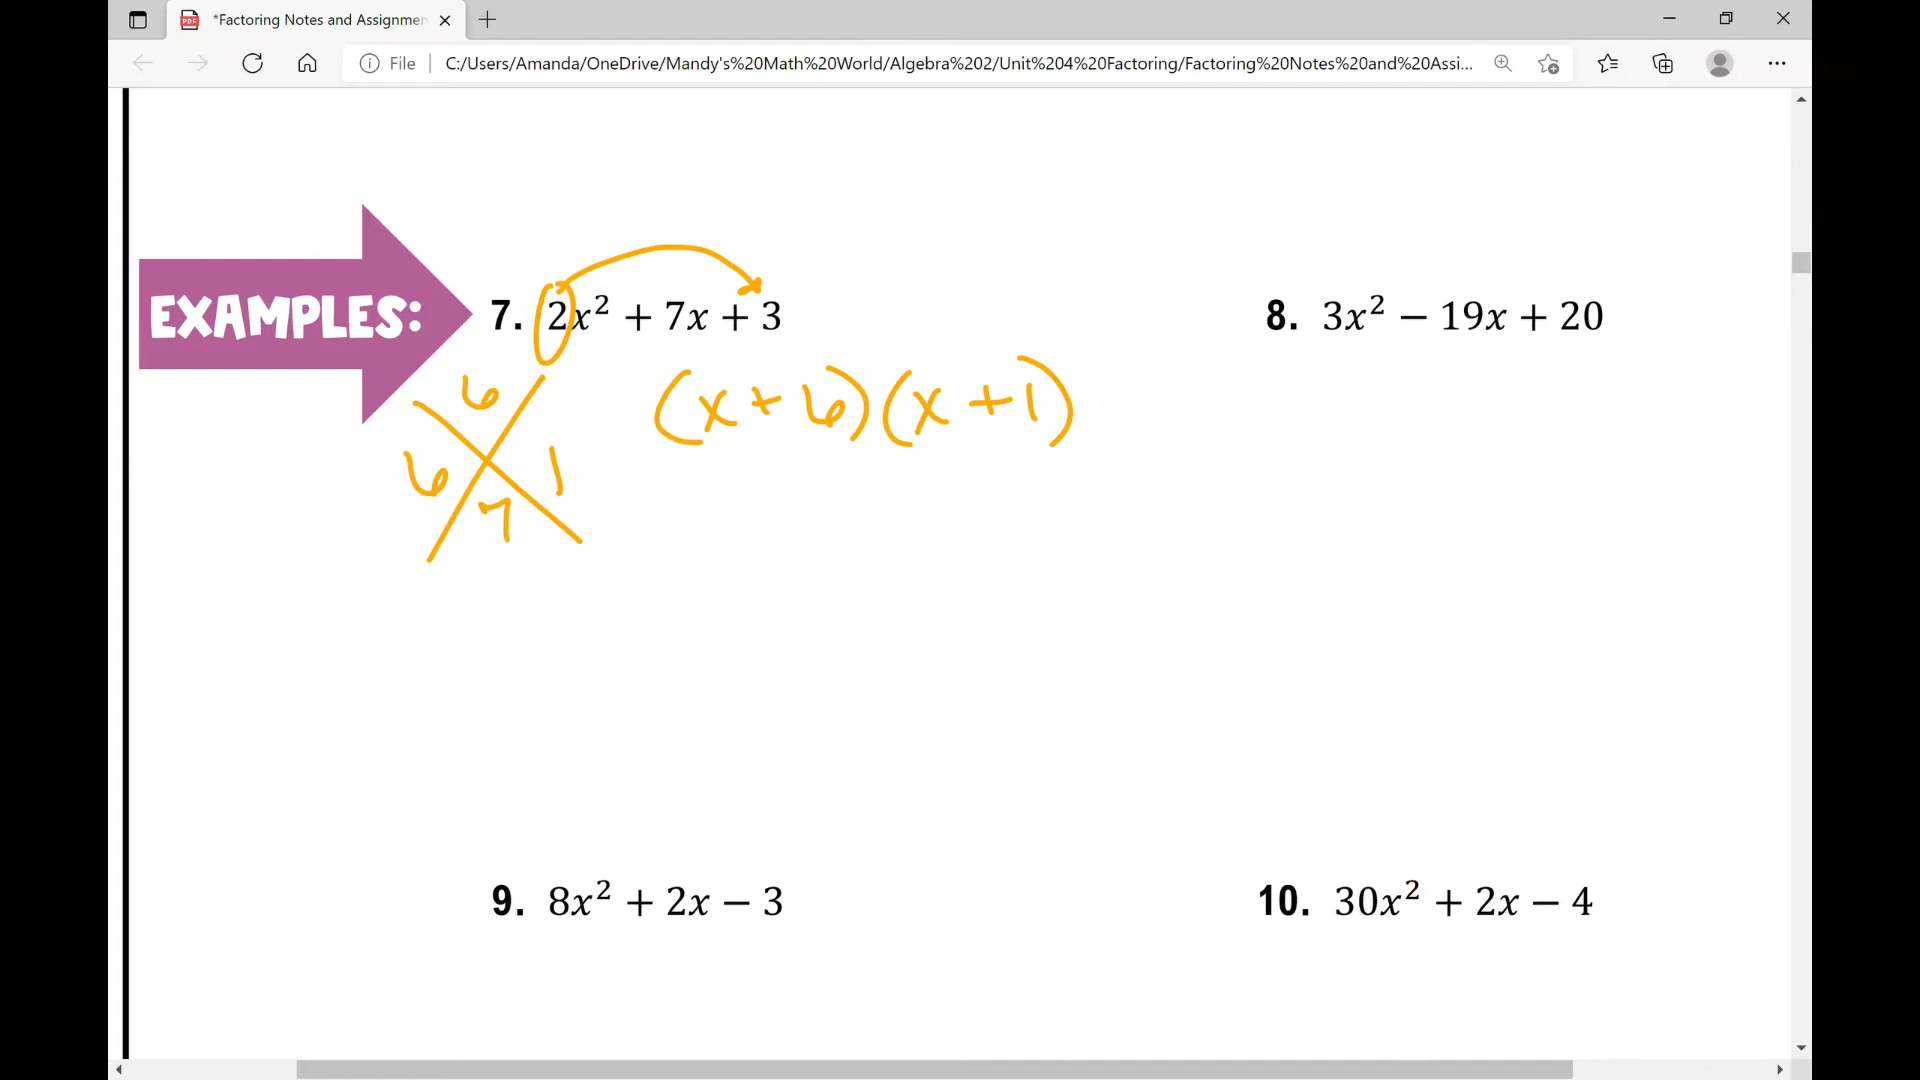 *Factoring Notes and Assignmen
File
C:/Users/Amanda/OneDrive/Mandy's%20Math%20World/Algebra%202/Unit%204%20Factoring/Factoring%20Notes%20and%20Assi...
EXAMPLES:
7. 2x² + 7x + 3
8. 3x² − 19x + 20
(x + 6)(x + 1)
6
6 1
7
9. 8x² + 2x − 3
10. 30x² + 2x − 4